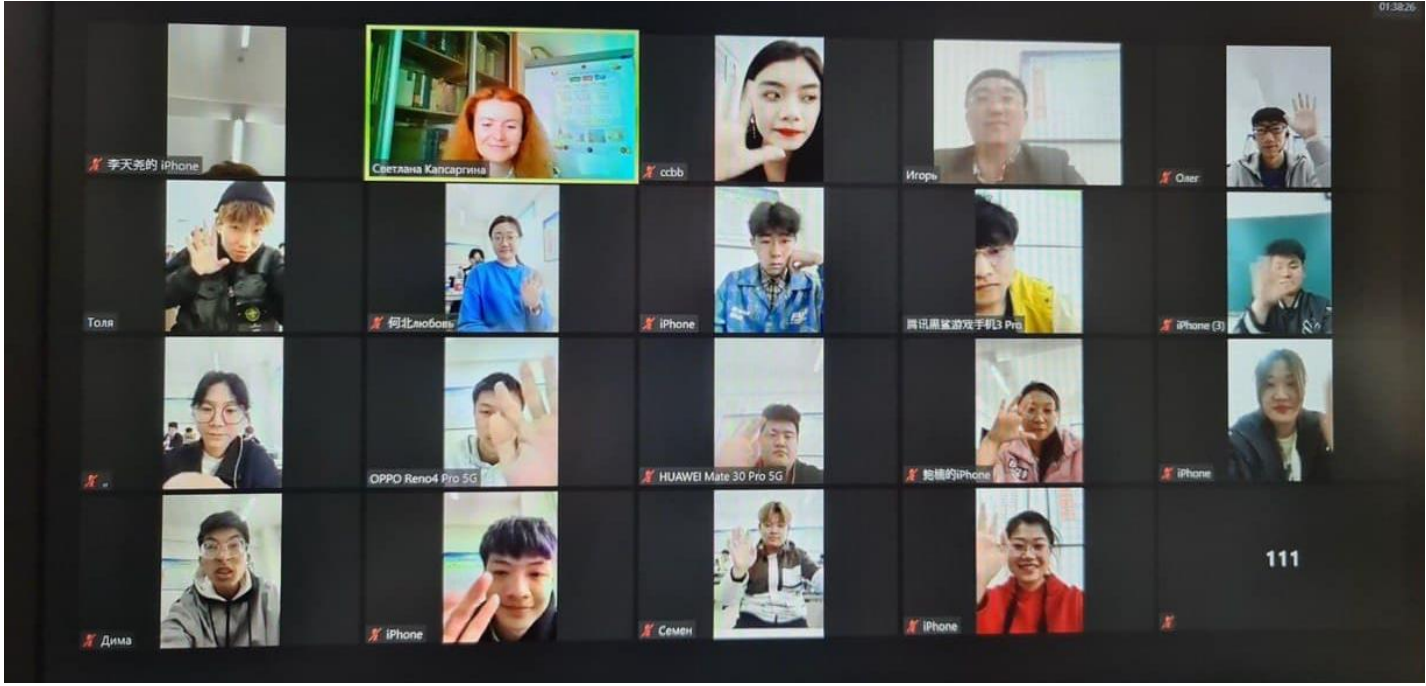 01:38:26
李天尧的 iPhone
Светлана Капсаргина
ccbb
Игорь
Олег
Толя
何北любовь
iPhone
腾讯黑鲨游戏手机3 Pro
iPhone (3)
OPPO Reno4 Pro 5G
HUAWEI Mate 30 Pro 5G
鲍楠的iPhone
iPhone
Дима
iPhone
Семен
iPhone
111